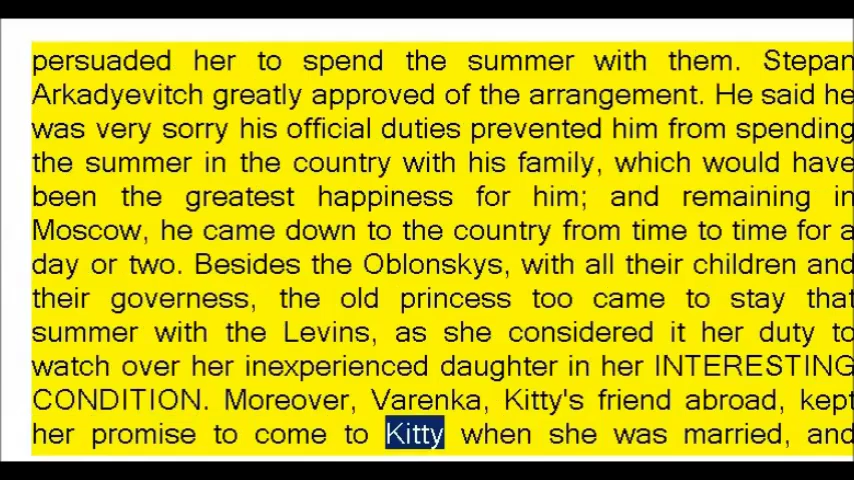 persuaded her to spend the summer with them. Stepan
Arkadyevitch greatly approved of the arrangement. He said he
was very sorry his official duties prevented him from spending
the summer in the country with his family, which would have
been the greatest happiness for him; and remaining in
Moscow, he came down to the country from time to time for a
day or two. Besides the Oblonskys, with all their children and
their governess, the old princess too came to stay that
summer with the Levins, as she considered it her duty to
watch over her inexperienced daughter in her INTERESTING
CONDITION. Moreover, Varenka, Kitty's friend abroad, kept
her promise to come to Kitty when she was married, and